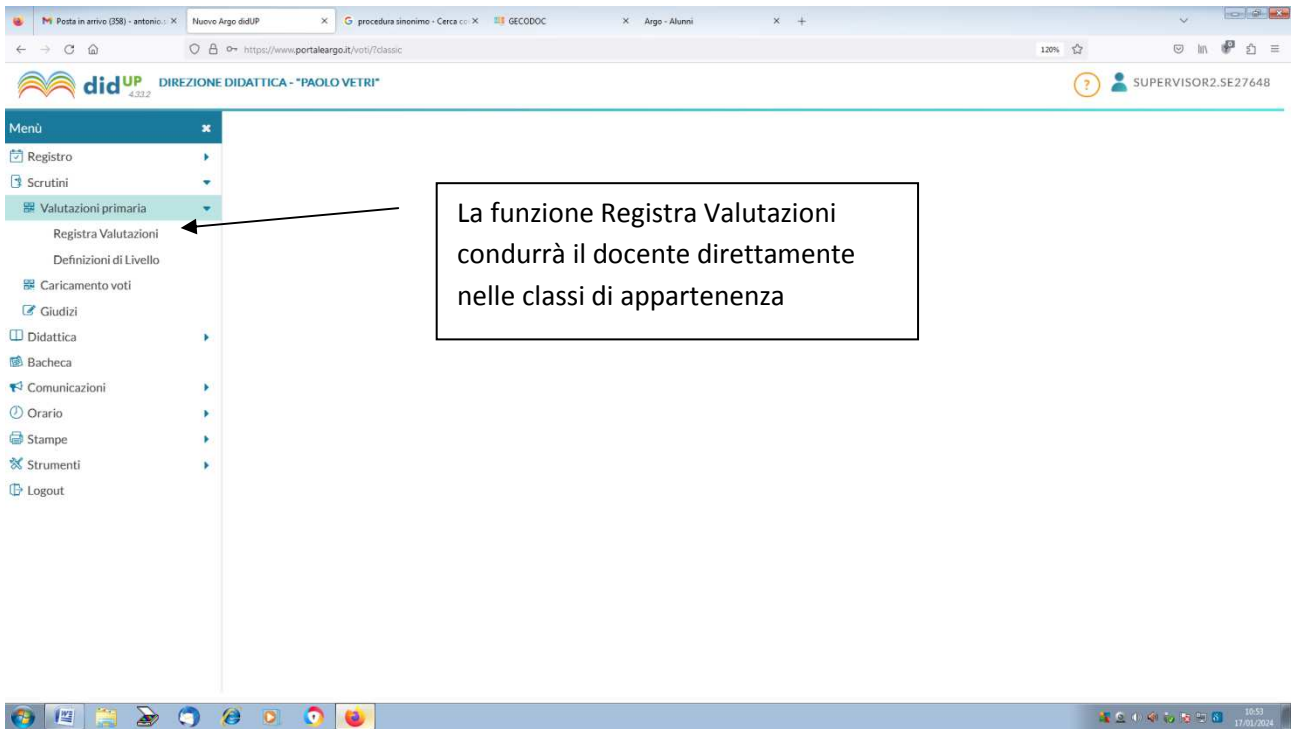 Posta in arrivo (358) - antonio.
Nuovo Argo didUP
procedura sinonimo - Cerca co
GECODOC
Argo - Alunni
https://www.portaleargo.it/voti/?classic
120%
didUP
4.33.2
DIREZIONE DIDATTICA - "PAOLO VETRI"
?
SUPERVISOR2.SE27648
Menù
Registro
Scrutini
Valutazioni primaria
Registra Valutazioni
Definizioni di Livello
Caricamento voti
Giudizi
Didattica
Bacheca
Comunicazioni
Orario
Stampe
Strumenti
Logout
La funzione Registra Valutazioni
condurrà il docente direttamente
nelle classi di appartenenza
10:53
17/01/2024